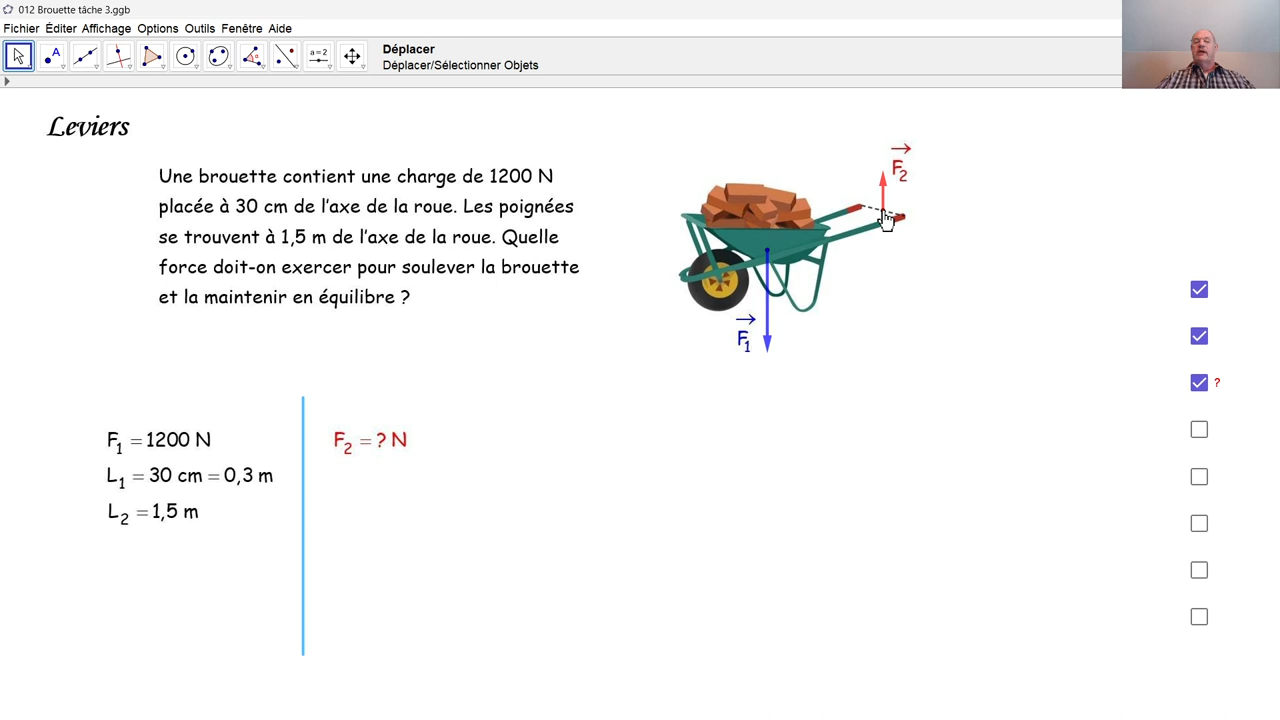 012 Brouette tâche 3.ggb
Fichier Éditer Affichage Options Outils Fenêtre Aide
A
a=2
Déplacer
Déplacer/Sélectionner Objets
Leviers
Une brouette contient une charge de 1200 N
placée à 30 cm de l'axe de la roue. Les poignées
se trouvent à 1,5 m de l'axe de la roue. Quelle
force doit-on exercer pour soulever la brouette
et la maintenir en équilibre ?
F₂
F₁
?
F₁ = 1200 N
L₁ = 30 cm = 0,3 m
L₂ = 1,5 m
F₂ = ? N